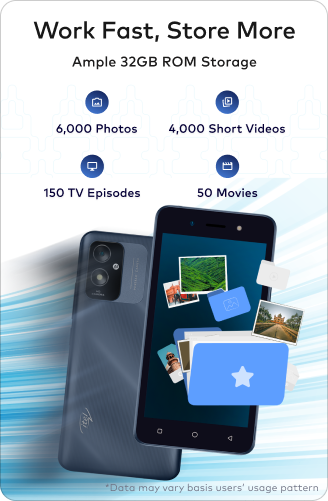 Work Fast, Store More
Ample 32GB ROM Storage
6,000 Photos
4,000 Short Videos
150 TV Episodes
50 Movies
itel
*Data may vary basis users' usage pattern